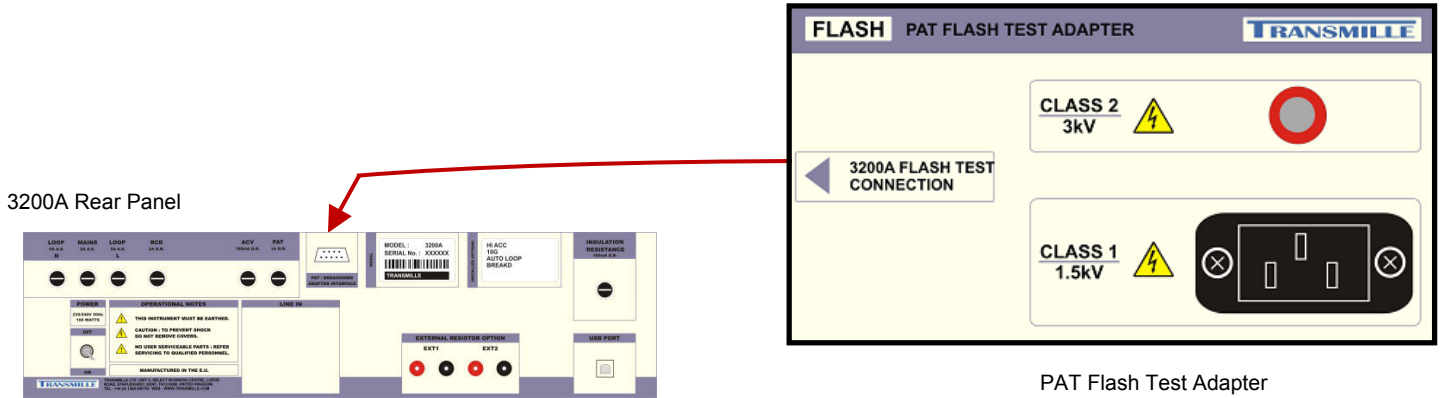 FLASH PAT FLASH TEST ADAPTER TRANSMILLE
CLASS 2
3kV
3200A FLASH TEST
CONNECTION
CLASS 1
1.5kV
PAT Flash Test Adapter
3200A Rear Panel
LOOP MAINS LOOP RCD ACV PAT
N L
PAT / BREAKDOWN
ADAPTER INTERFACE
MODEL
MODEL : 3200A
SERIAL No. : XXXXXX
TRANSMILLE
INSTALLED OPTIONS
HI ACC
10G
AUTO LOOP
BREAKD
INSULATION
RESISTANCE
POWER
OFF
ON
OPERATIONAL NOTES
THIS INSTRUMENT MUST BE EARTHED.
CAUTION : TO PREVENT SHOCK
DO NOT REMOVE COVERS.
NO USER SERVICEABLE PARTS : REFER
SERVICING TO QUALIFIED PERSONNEL.
MANUFACTURED IN THE E.U.
LINE IN
EXTERNAL RESISTOR OPTION
EXT1 EXT2
USB PORT
TRANSMILLE